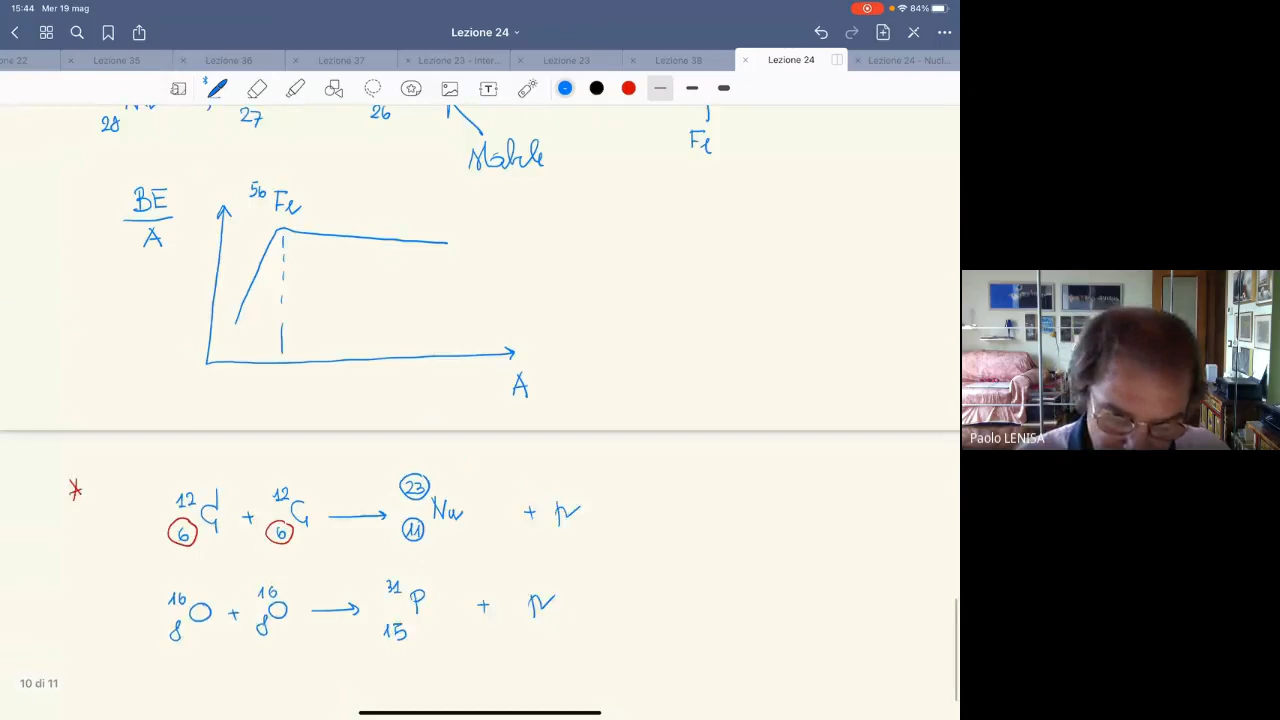 15:44 Mer 19 mag 84%
Lezione 24
ne 22 Lezione 35 Lezione 36 Lezione 37 Lezione 23 - Inter... Lezione 23 Lezione 38 Lezione 24 Lezione 24 - Nucl...
28 , 27 26 Fe
BE/A 56 Fe
A
* 12 6 C + 12 6 C → 23 11 Na + p
16 8 O + 16 8 O → 31 15 P + p
10 di 11
Paolo LENISA